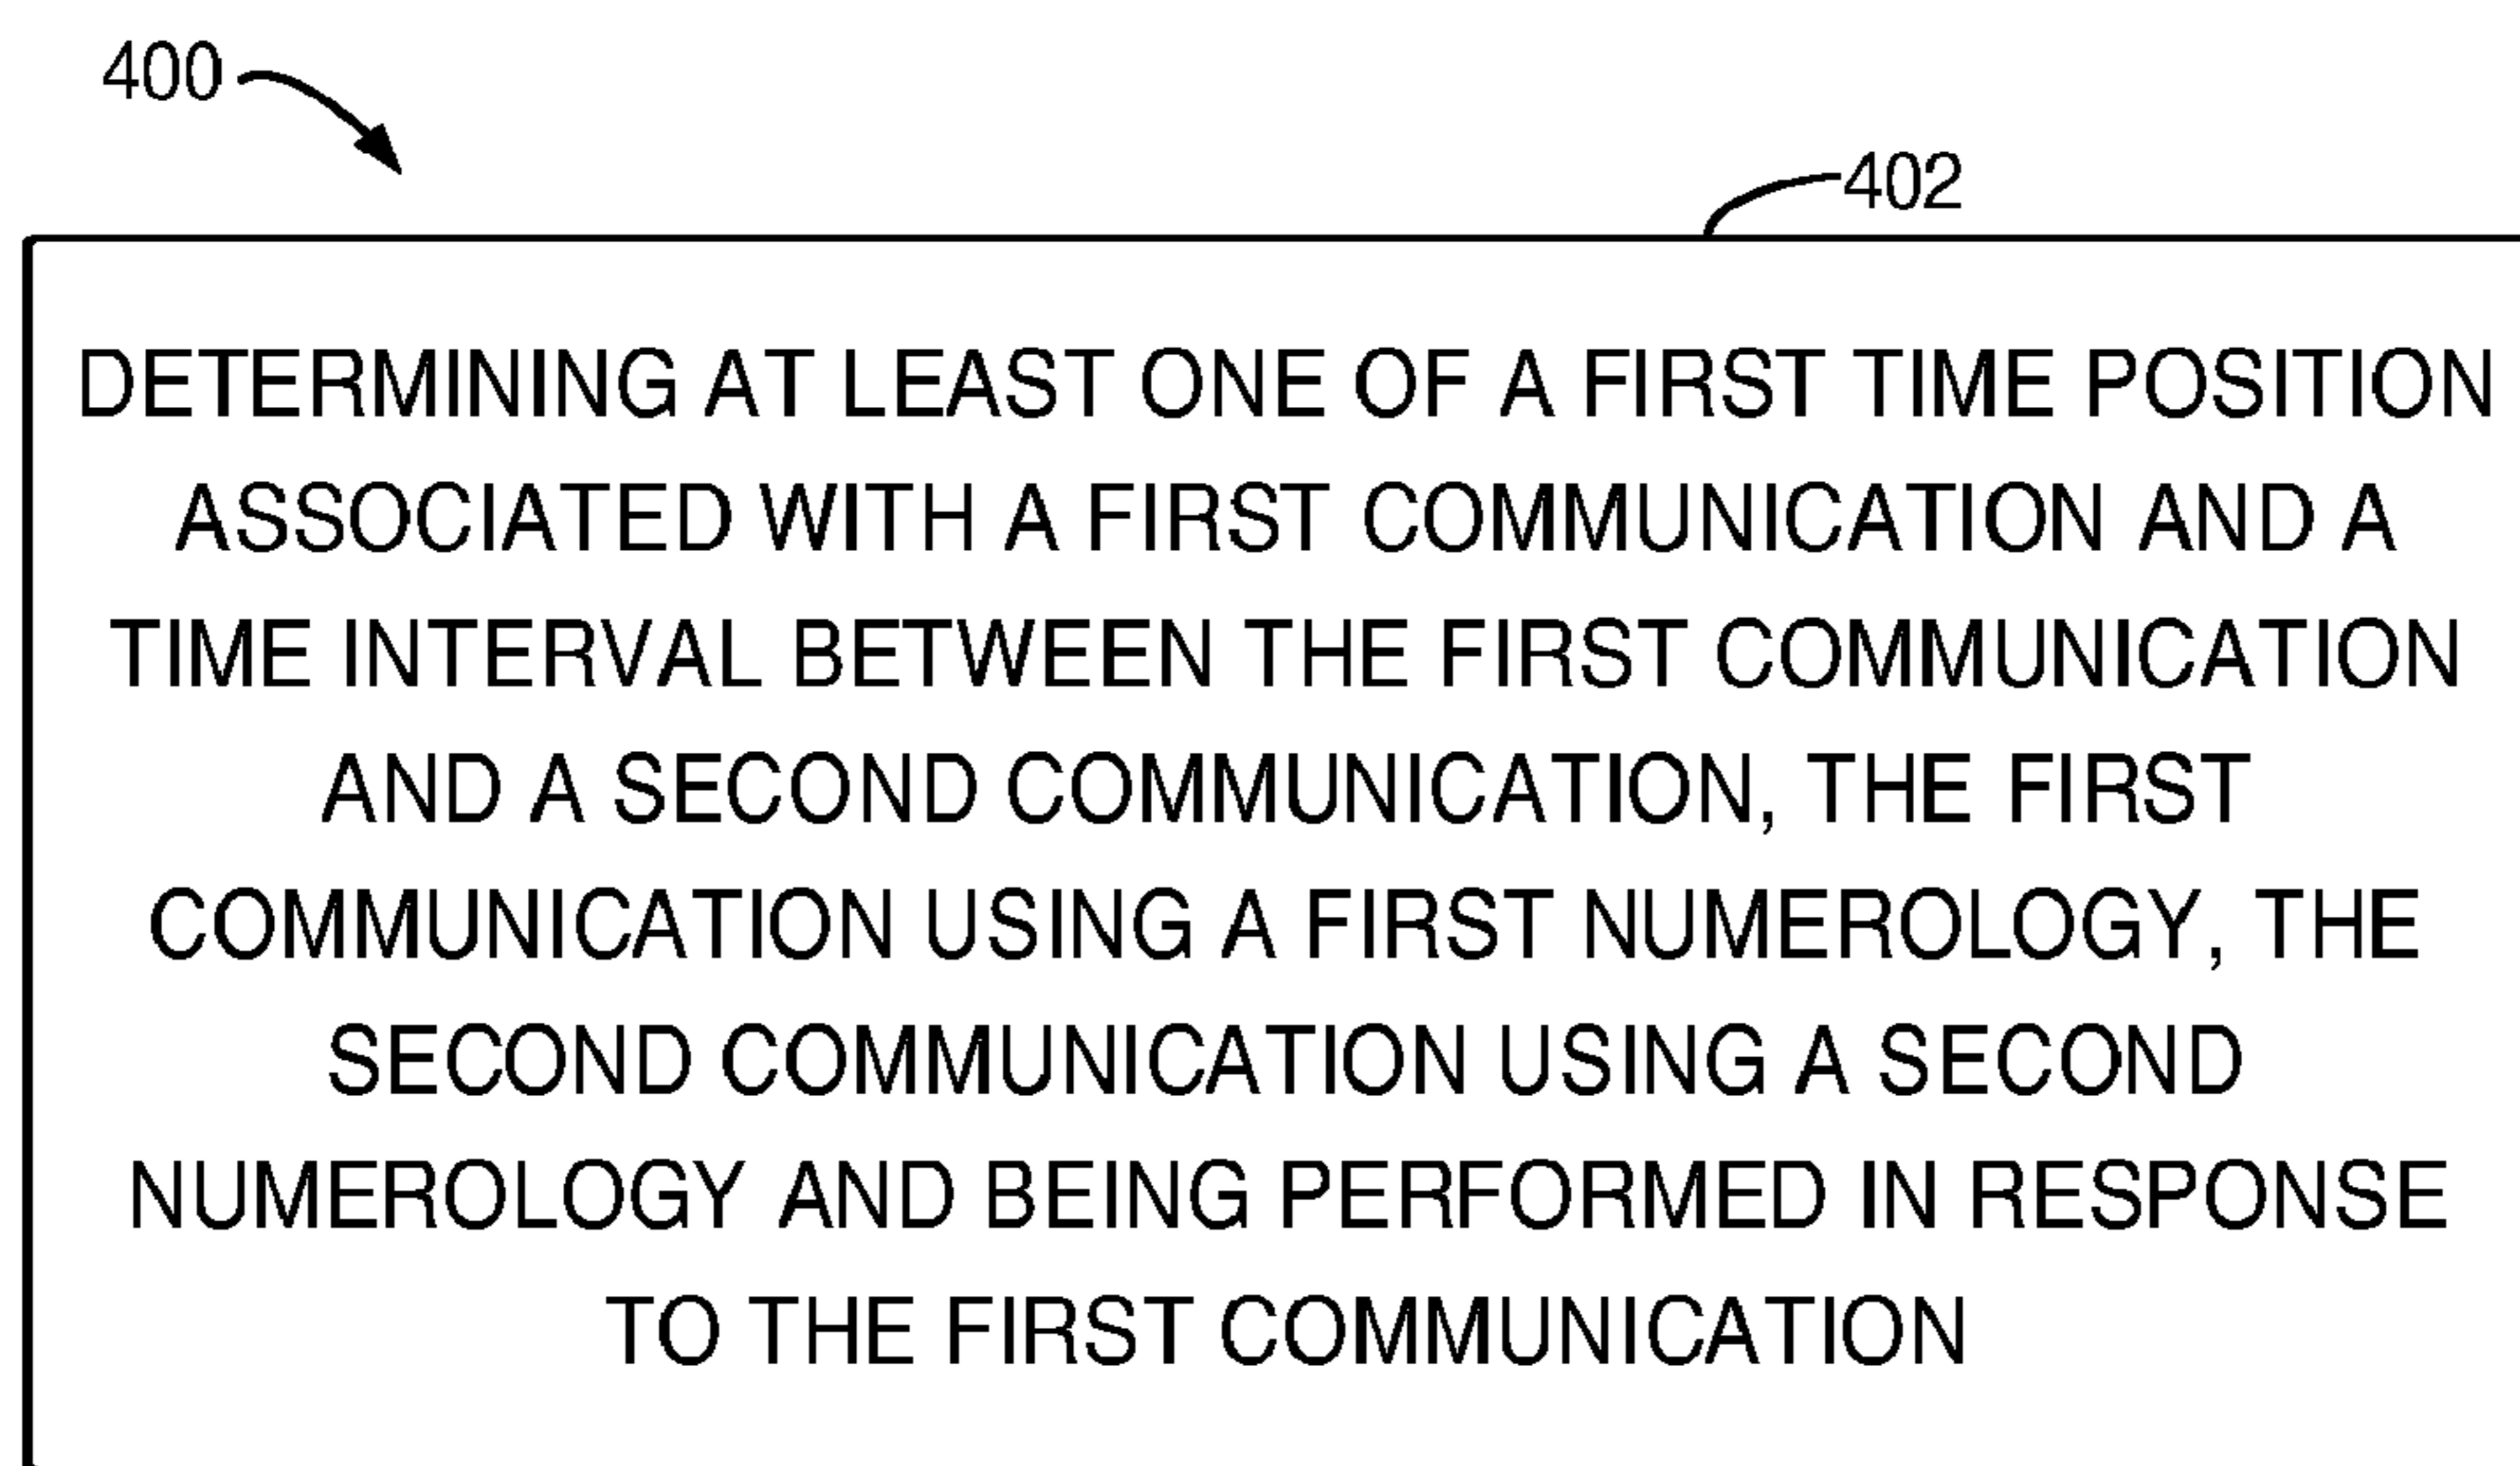 400
402
DETERMINING AT LEAST ONE OF A FIRST TIME POSITION
ASSOCIATED WITH A FIRST COMMUNICATION AND A
TIME INTERVAL BETWEEN THE FIRST COMMUNICATION
AND A SECOND COMMUNICATION, THE FIRST
COMMUNICATION USING A FIRST NUMEROLOGY, THE
SECOND COMMUNICATION USING A SECOND
NUMEROLOGY AND BEING PERFORMED IN RESPONSE
TO THE FIRST COMMUNICATION